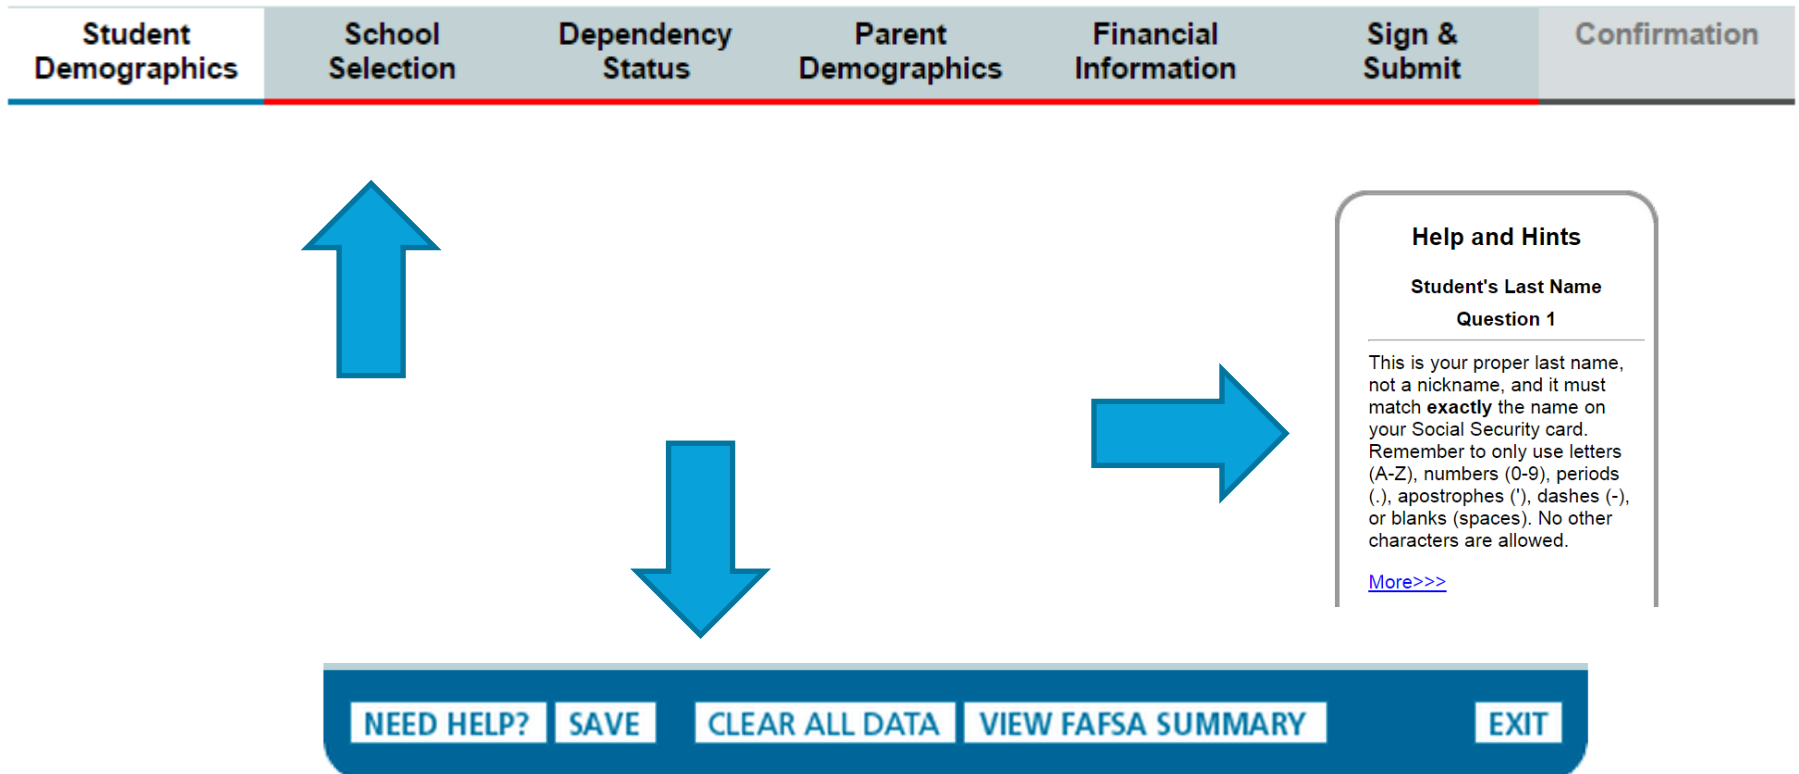 Student Demographics
School Selection
Dependency Status
Parent Demographics
Financial Information
Sign & Submit
Confirmation
Help and Hints
Student's Last Name
Question 1
This is your proper last name,
not a nickname, and it must
match exactly the name on
your Social Security card.
Remember to only use letters
(A-Z), numbers (0-9), periods
(.), apostrophes ('), dashes (-),
or blanks (spaces). No other
characters are allowed.
More>>>
NEED HELP? SAVE CLEAR ALL DATA VIEW FAFSA SUMMARY EXIT